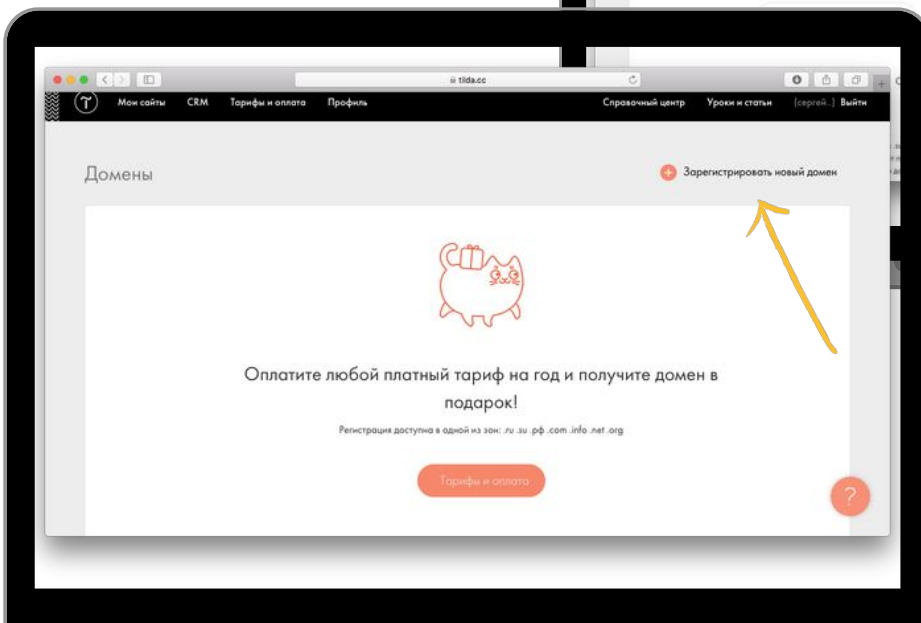 tilda.cc
Мои сайты CRM Тарифы и оплата Профиль Справочный центр Уроки и статьи (сергей..) Выйти
Домены
Зарегистрировать новый домен
Оплатите любой платный тариф на год и получите домен в
подарок!
Регистрация доступна в одной из зон: .ru .su .рф .com .info .net .org
Тарифы и оплата
?